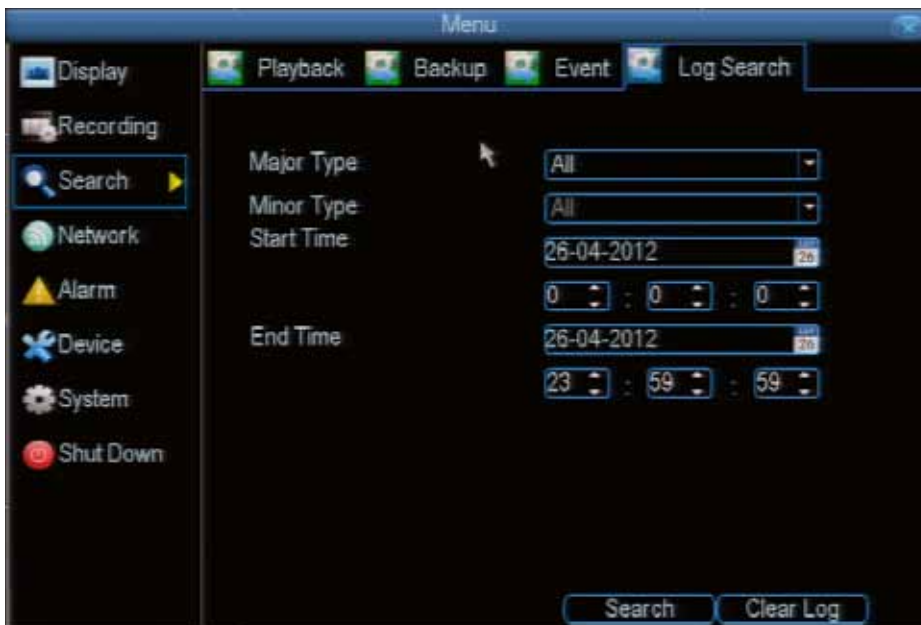 Menu
Display
Recording
Search
Network
Alarm
Device
System
Shut Down
Playback Backup Event Log Search
Major Type All
Minor Type All
Start Time 26-04-2012 26
0 : 0 : 0
End Time 26-04-2012 26
23 : 59 : 59
Search Clear Log